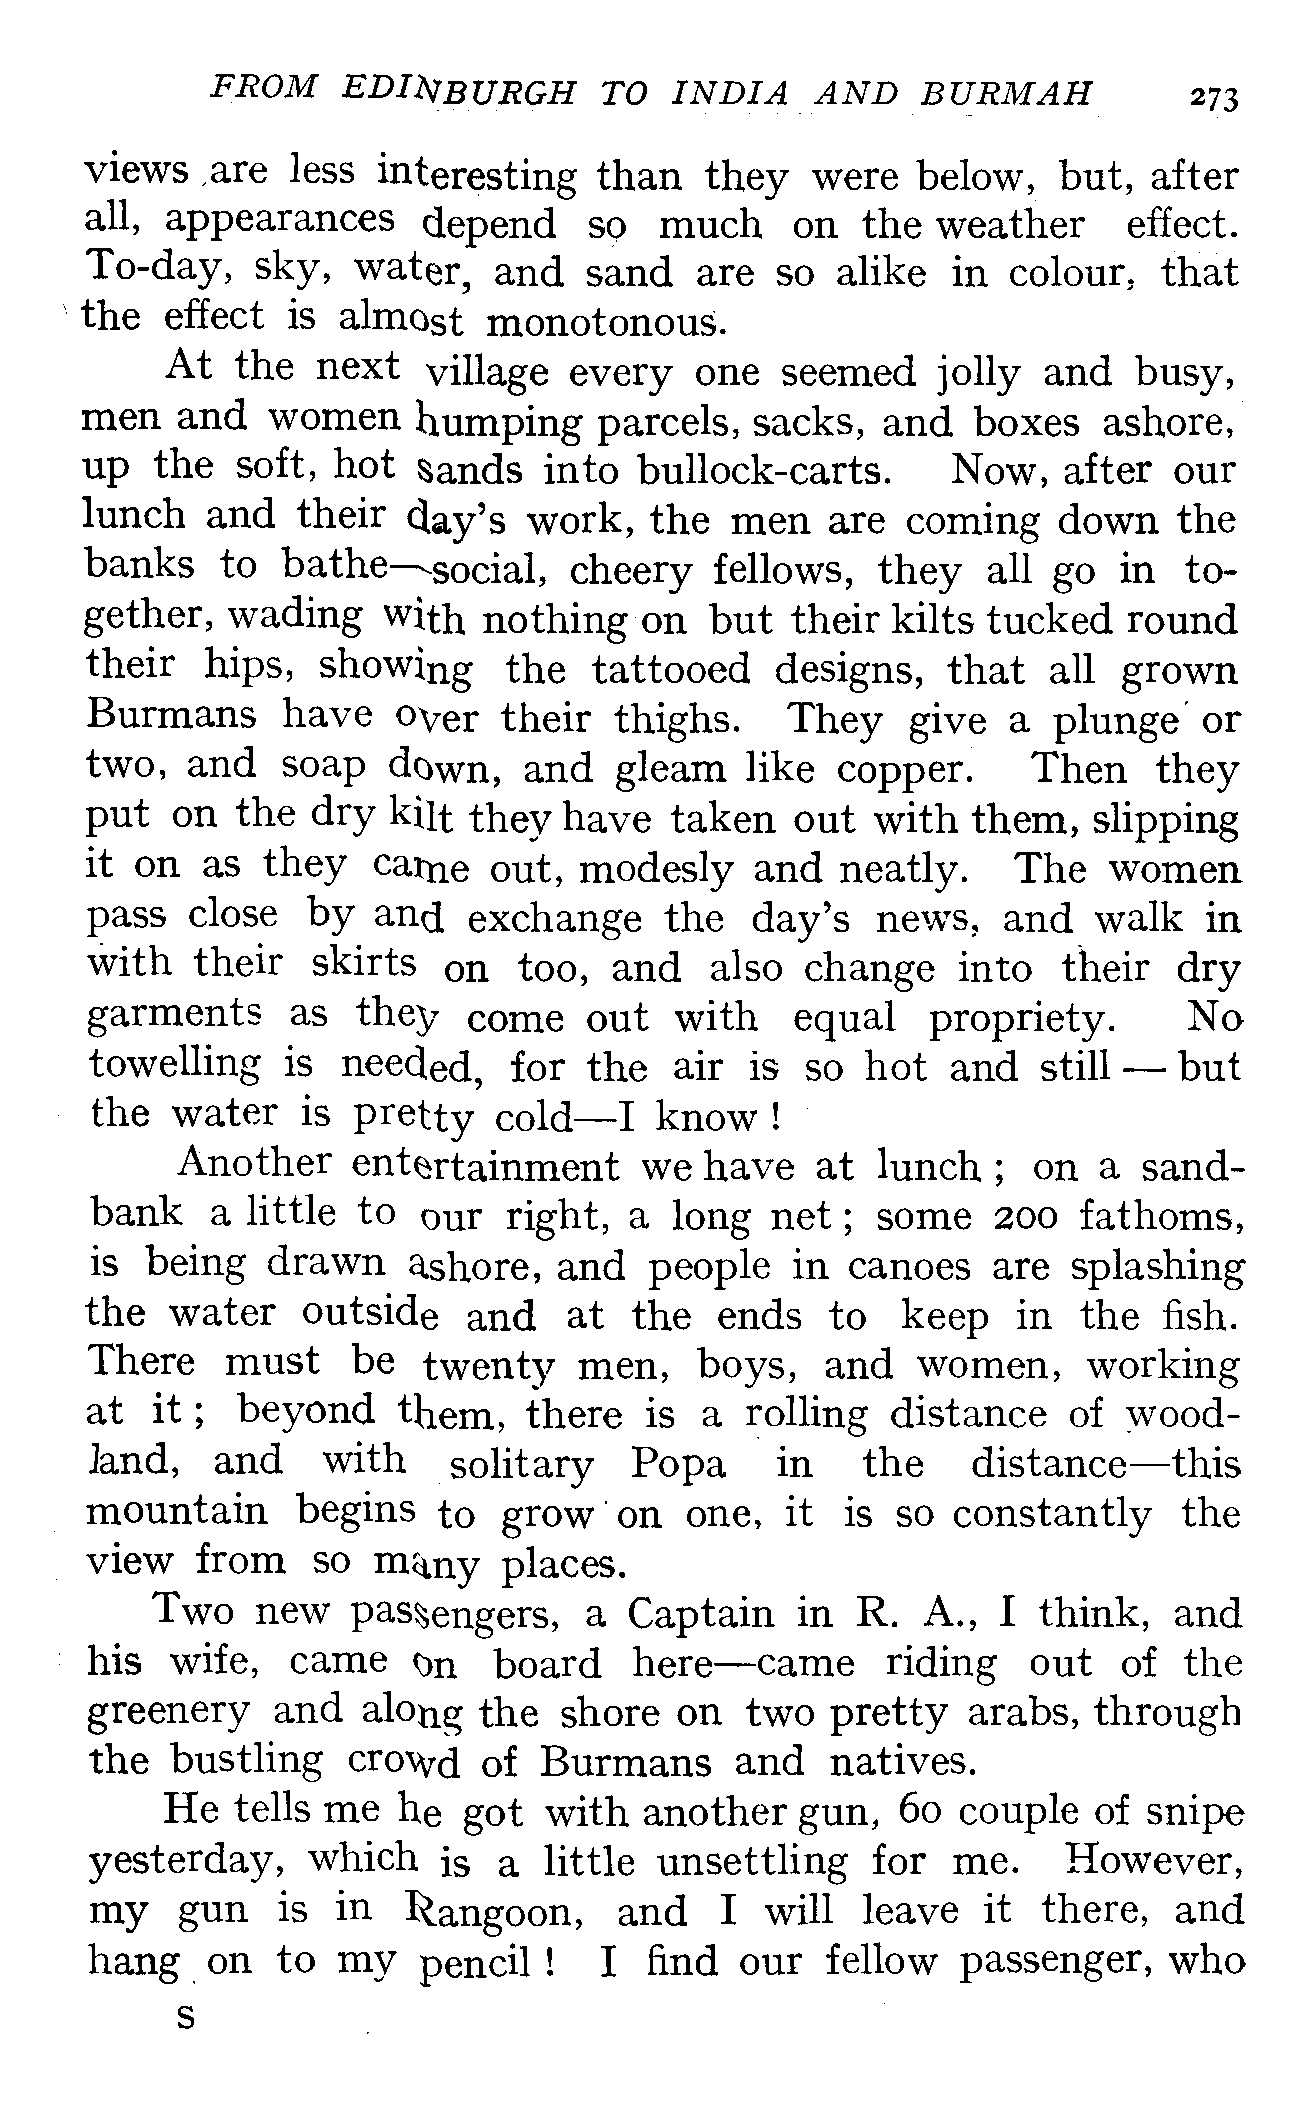 FROM EDINBURGH TO INDIA AND BURMAH 273
views are less interesting than they were below, but, after
all, appearances depend so much on the weather effect.
To-day, sky, water, and sand are so alike in colour, that
the effect is almost monotonous.
At the next village every one seemed jolly and busy,
men and women humping parcels, sacks, and boxes ashore,
up the soft, hot sands into bullock-carts. Now, after our
lunch and their day's work, the men are coming down the
banks to bathe—social, cheery fellows, they all go in to-
gether, wading with nothing on but their kilts tucked round
their hips, showing the tattooed designs, that all grown
Burmans have over their thighs. They give a plunge or
two, and soap down, and gleam like copper. Then they
put on the dry kilt they have taken out with them, slipping
it on as they came out, modesly and neatly. The women
pass close by and exchange the day's news, and walk in
with their skirts on too, and also change into their dry
garments as they come out with equal propriety. No
towelling is needed, for the air is so hot and still—but
the water is pretty cold—I know !
Another entertainment we have at lunch ; on a sand-
bank a little to our right, a long net ; some 200 fathoms,
is being drawn ashore, and people in canoes are splashing
the water outside and at the ends to keep in the fish.
There must be twenty men, boys, and women, working
at it ; beyond them, there is a rolling distance of wood-
land, and with solitary Popa in the distance—this
mountain begins to grow on one, it is so constantly the
view from so many places.
Two new passengers, a Captain in R. A., I think, and
his wife, came on board here—came riding out of the
greenery and along the shore on two pretty arabs, through
the bustling crowd of Burmans and natives.
He tells me he got with another gun, 60 couple of snipe
yesterday, which is a little unsettling for me. However,
my gun is in Rangoon, and I will leave it there, and
hang on to my pencil ! I find our fellow passenger, who
S